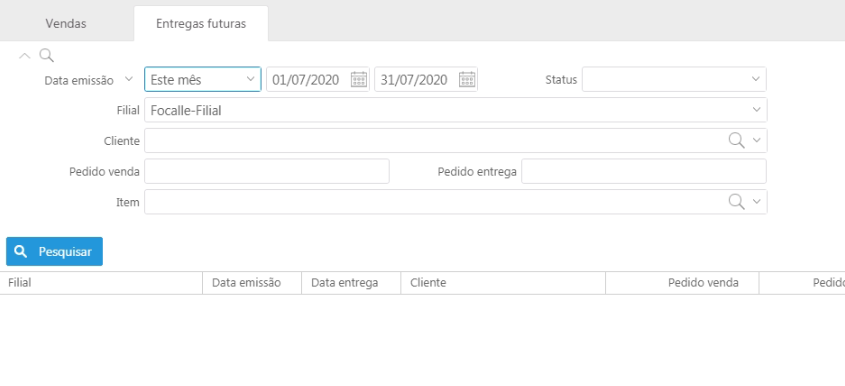 Vendas Entregas futuras
Data emissão Este mês 01/07/2020 31/07/2020 Status
Filial Focalle-Filial
Cliente
Pedido venda Pedido entrega
Item
Pesquisar
Filial Data emissão Data entrega Cliente Pedido venda Pedido